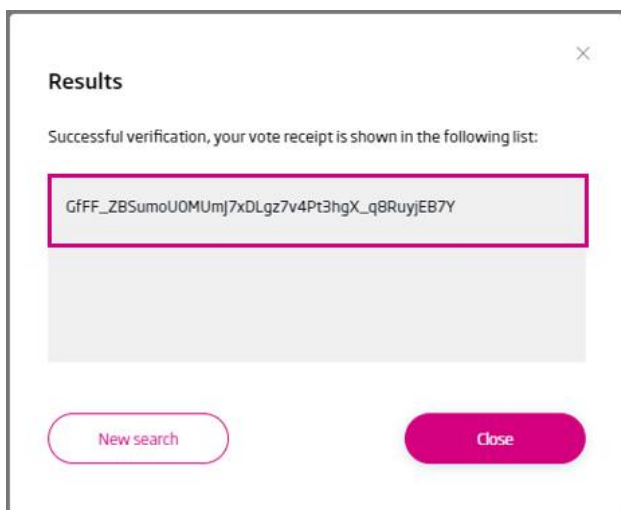 Results
Successful verification, your vote receipt is shown in the following list:
GfFF_ZBSumoU0MUmJ7xDLgz7v4Pt3hgX_q8RuyjEB7Y
New search
Close